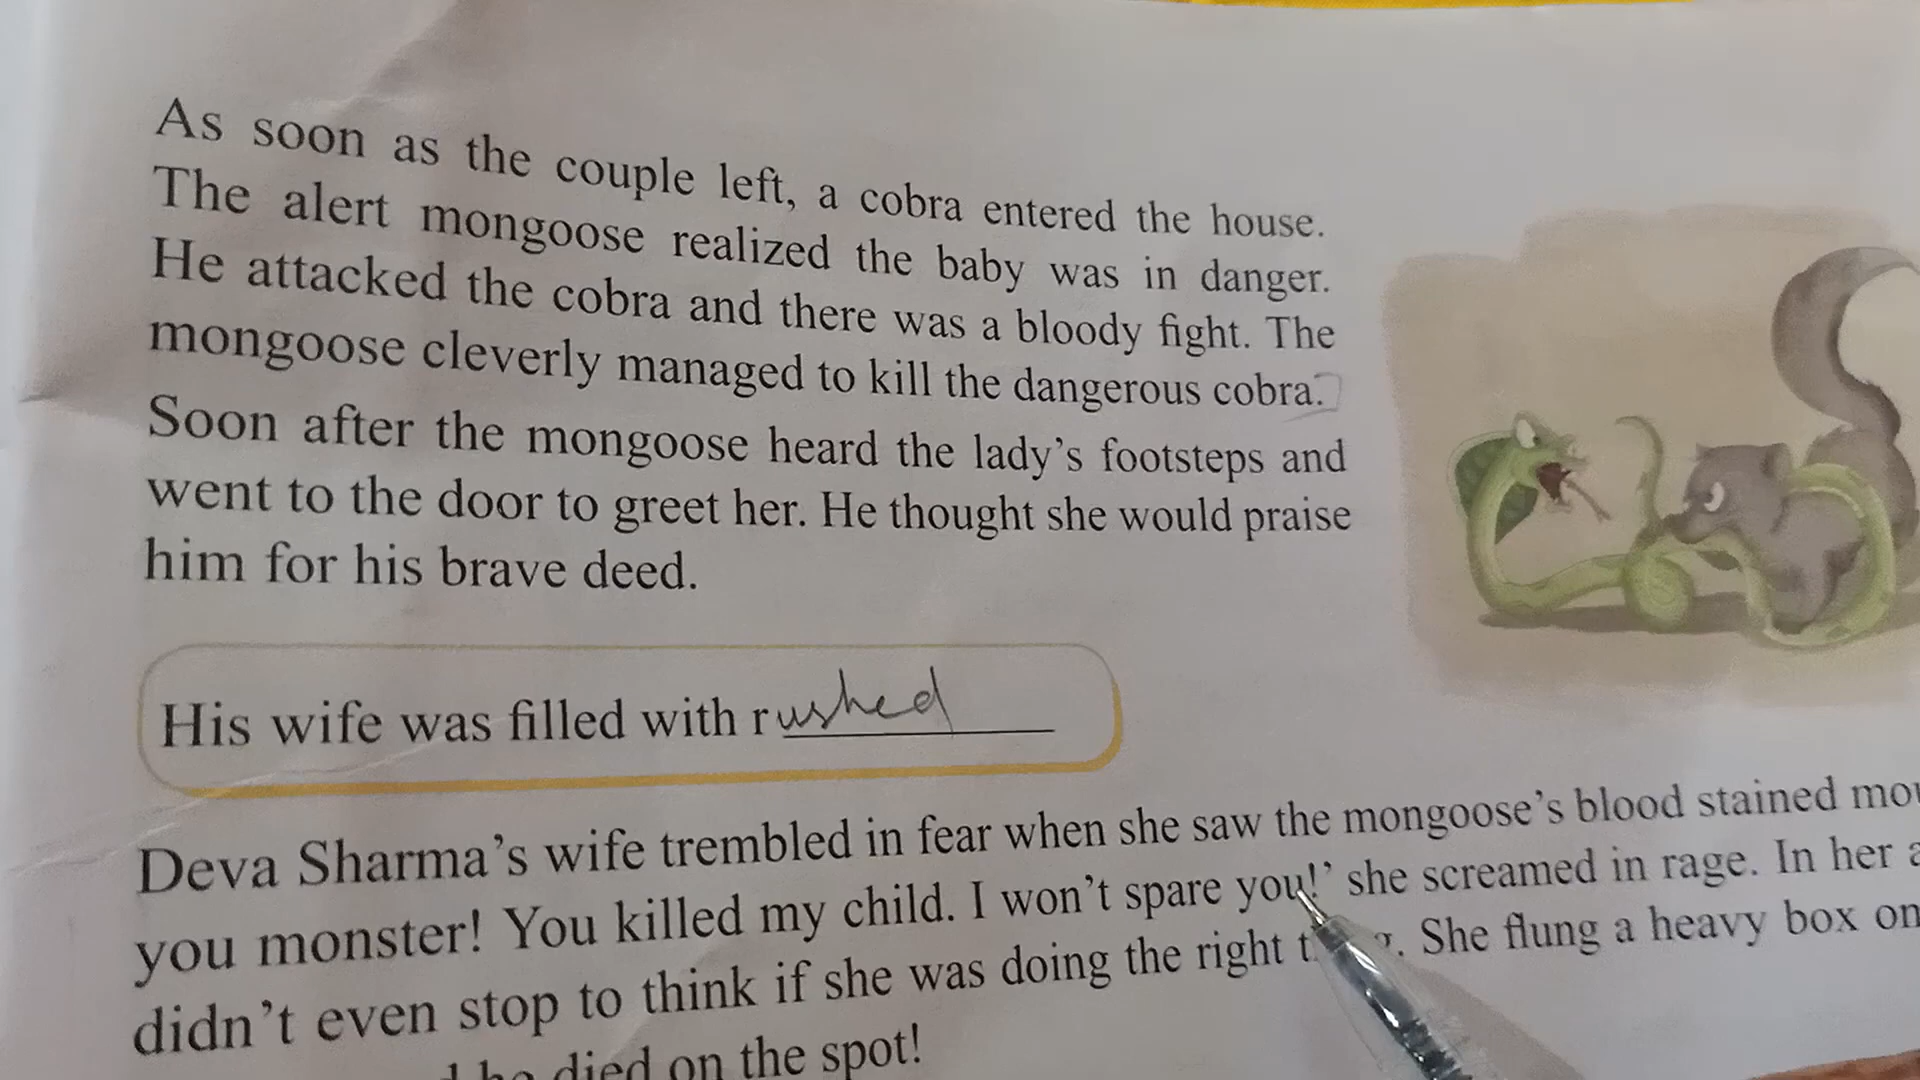 As soon as the couple left, a cobra entered the house.
The alert mongoose realized the baby was in danger.
He attacked the cobra and there was a bloody fight. The
mongoose cleverly managed to kill the dangerous cobra.
Soon after the mongoose heard the lady's footsteps and
went to the door to greet her. He thought she would praise
him for his brave deed.
His wife was filled with rushed
Deva Sharma's wife trembled in fear when she saw the mongoose's blood stained
you monster! You killed my child. I won't spare you!' she screamed in rage. In her
didn't even stop to think if she was doing the right She flung a heavy box on
died on the spot!